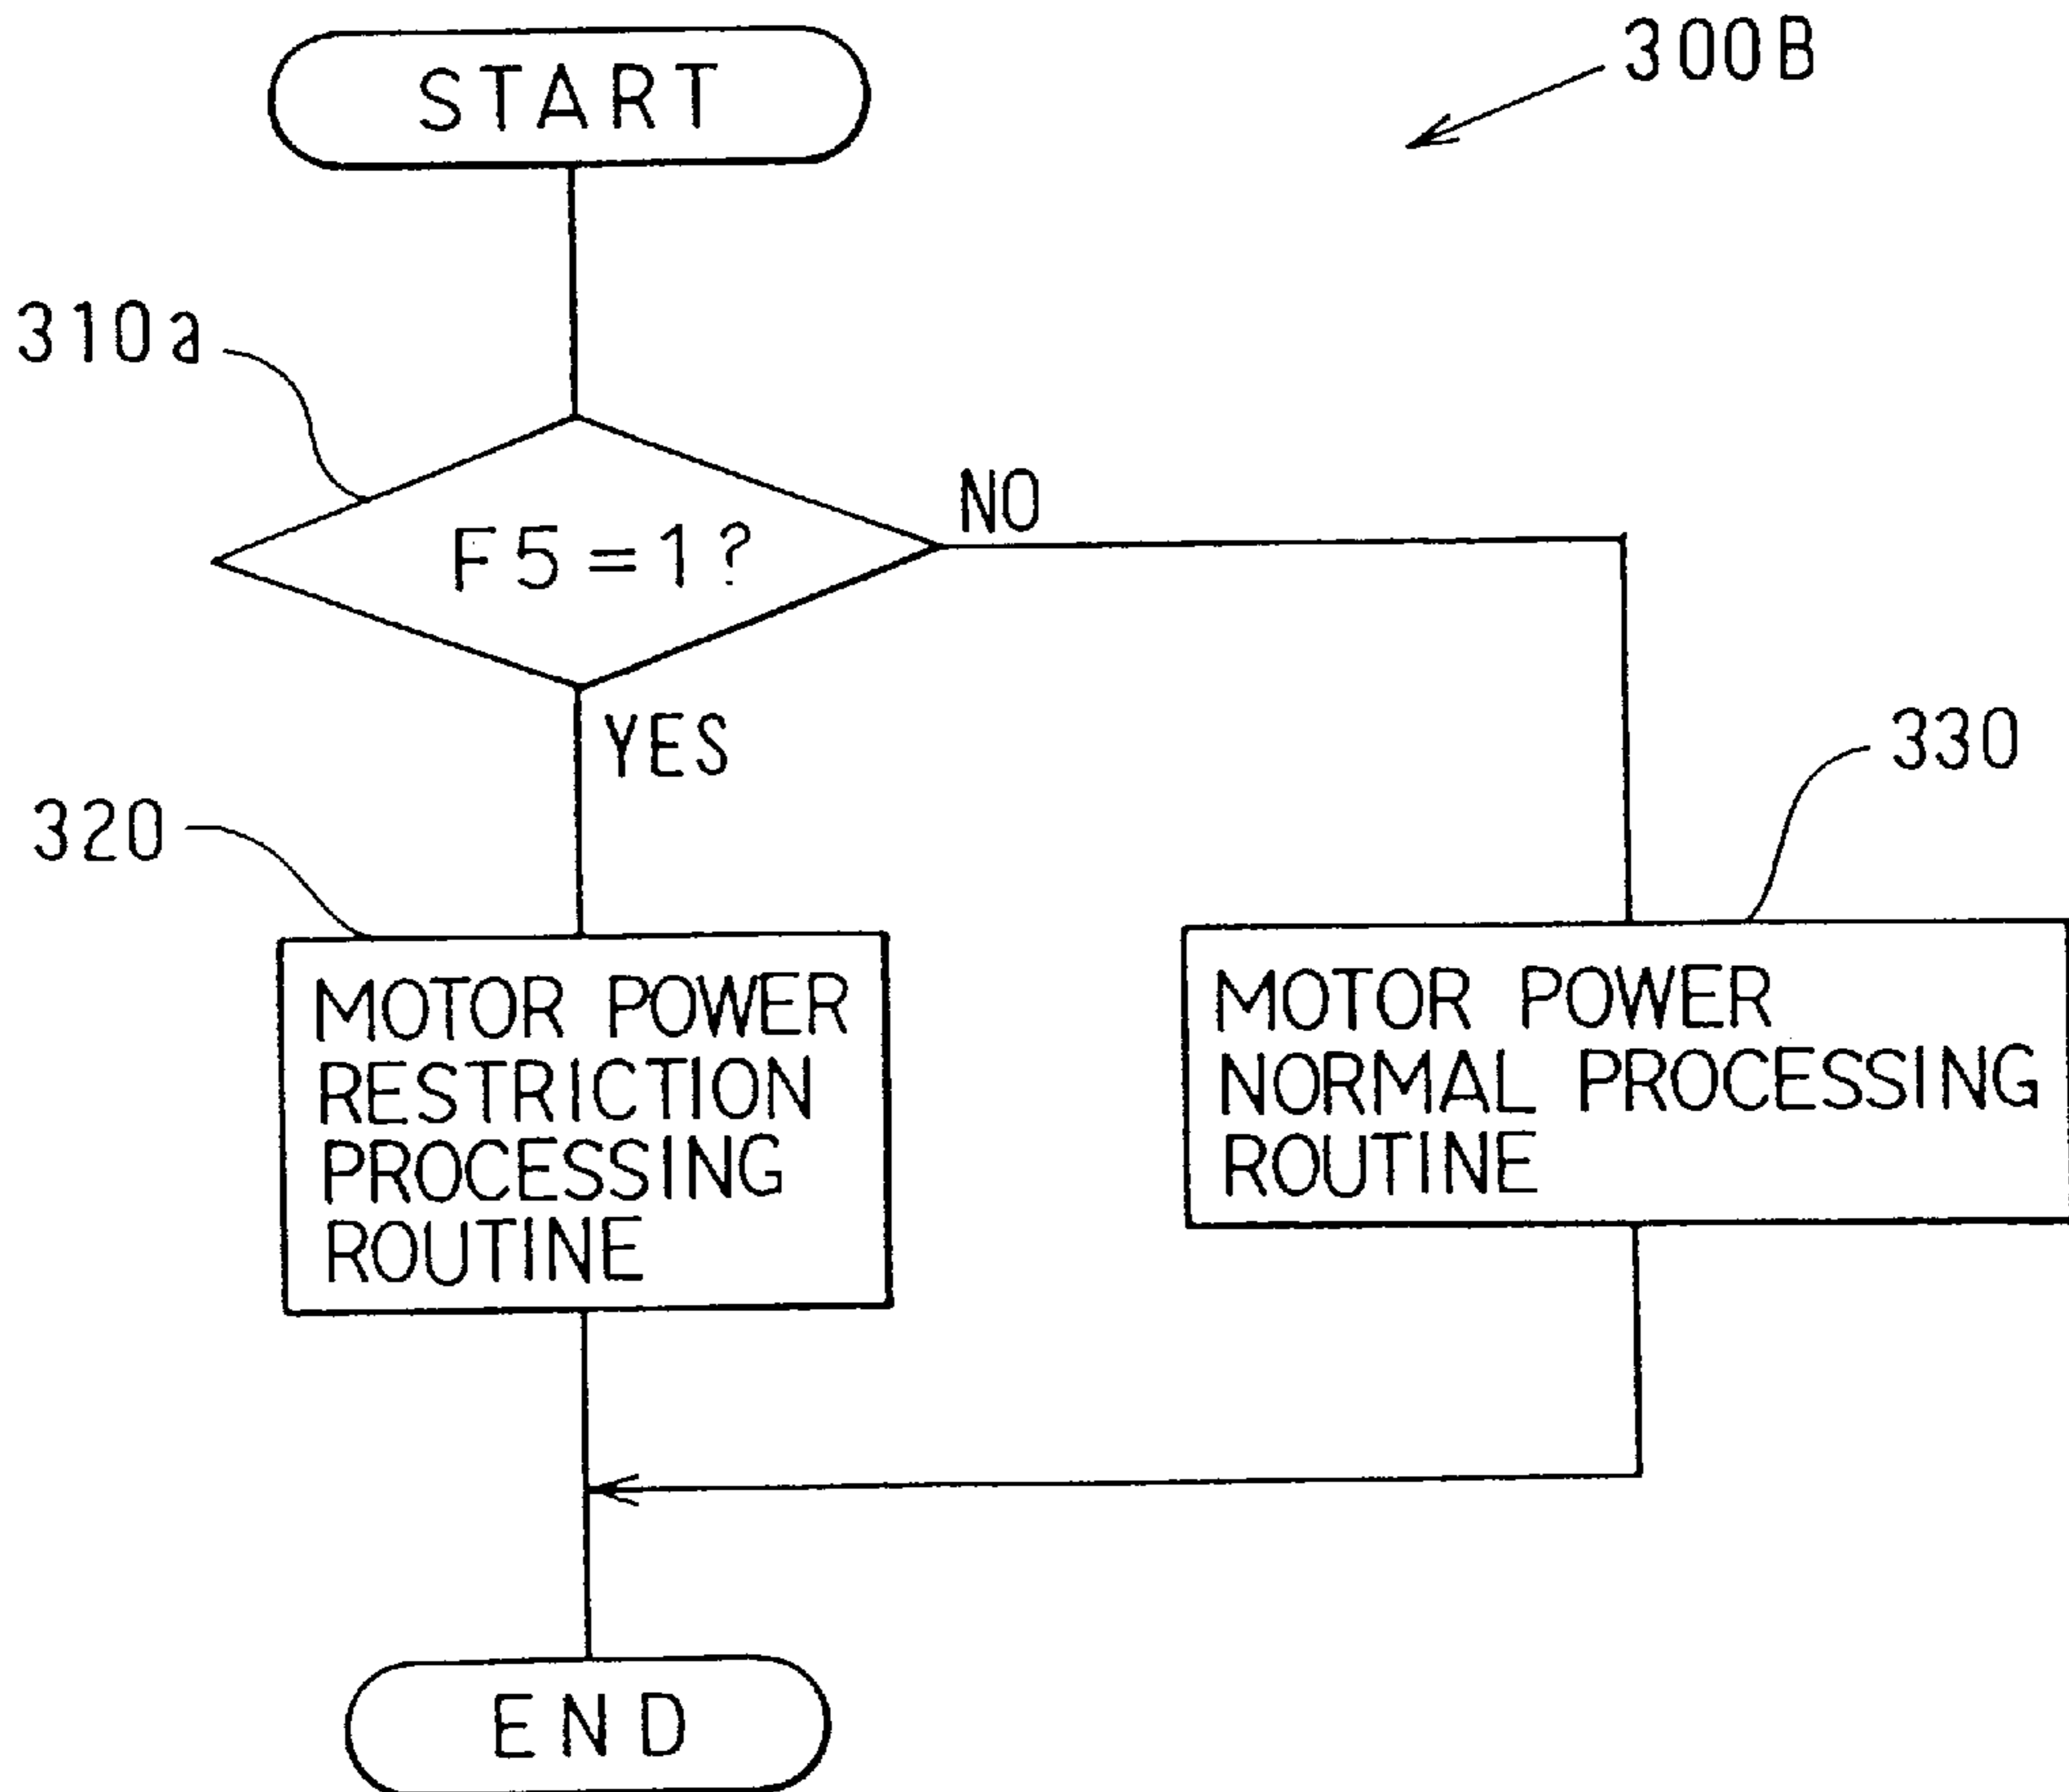 START
300B
310a
F5=1?
NO
YES
320
330
MOTOR POWER
RESTRICTION
PROCESSING
ROUTINE
MOTOR POWER
NORMAL PROCESSING
ROUTINE
END